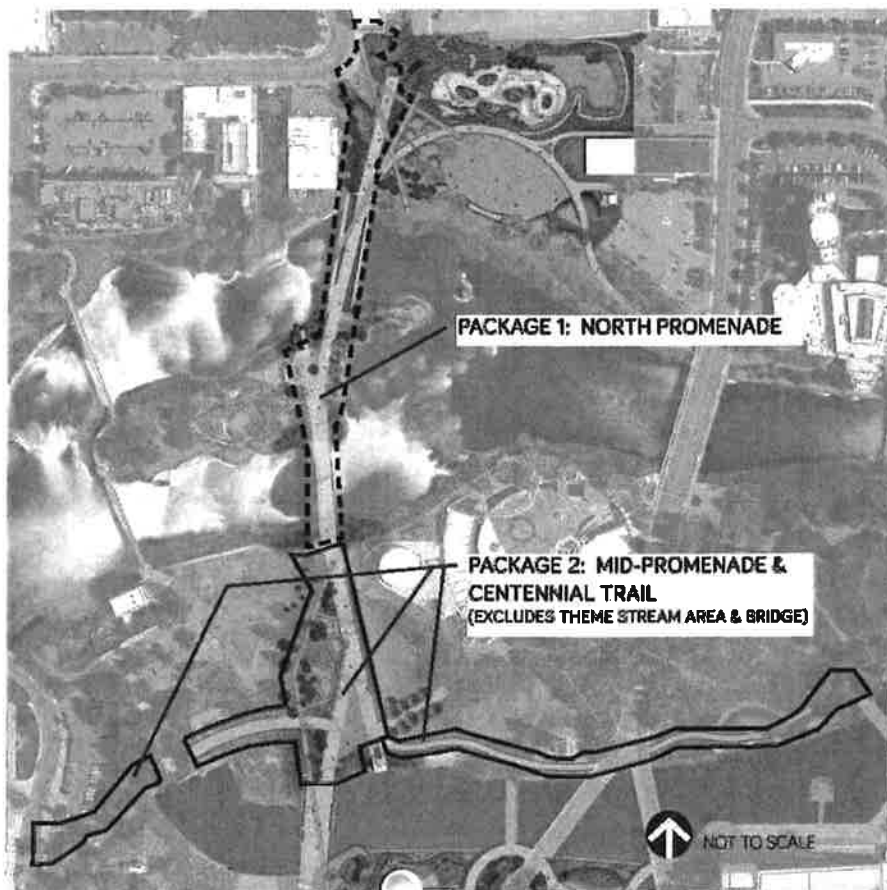 PACKAGE 1: NORTH PROMENADE
PACKAGE 2: MID-PROMENADE &
CENTENNIAL TRAIL
(EXCLUDES THEME STREAM AREA & BRIDGE)
NOT TO SCALE